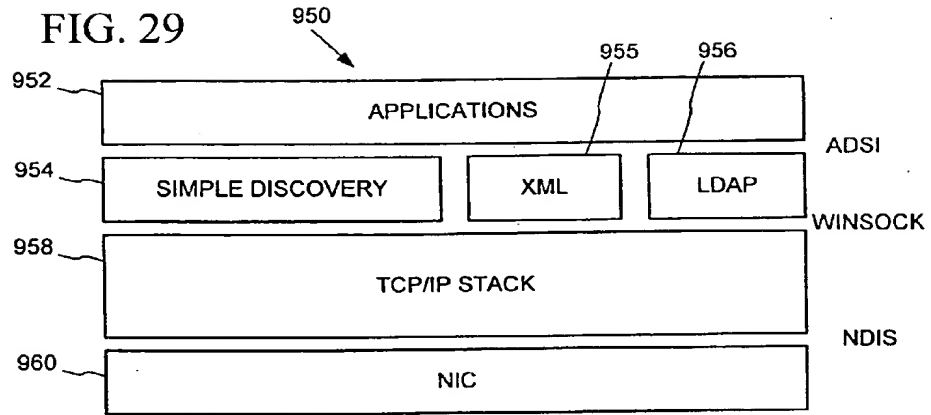 FIG. 29
950
955
956
952
APPLICATIONS
ADSI
954
SIMPLE DISCOVERY
XML
LDAP
WINSOCK
958
TCP/IP STACK
NDIS
960
NIC